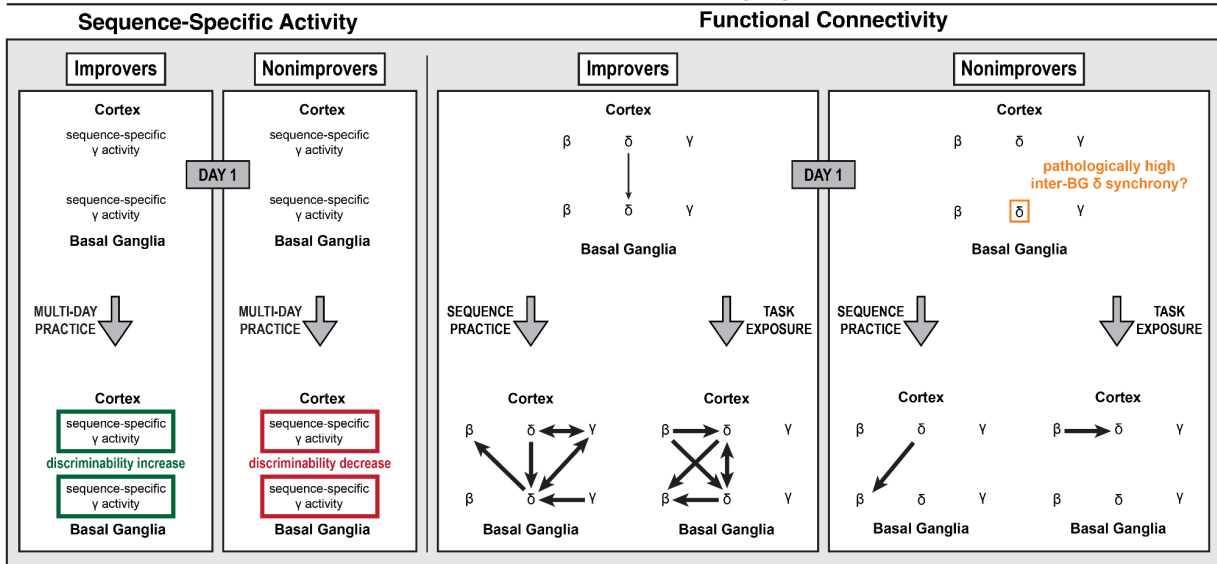 Sequence-Specific Activity
Functional Connectivity
Improvers
Nonimprovers
Improvers
Nonimprovers
Cortex
sequence-specific
γ activity
DAY 1
sequence-specific
γ activity
Basal Ganglia
MULTI-DAY
PRACTICE
Cortex
sequence-specific
γ activity
discriminability increase
sequence-specific
γ activity
Basal Ganglia
Cortex
sequence-specific
γ activity
sequence-specific
γ activity
Basal Ganglia
MULTI-DAY
PRACTICE
Cortex
sequence-specific
γ activity
discriminability decrease
sequence-specific
γ activity
Basal Ganglia
Cortex
β δ γ
DAY 1
β δ γ
Basal Ganglia
SEQUENCE
PRACTICE
TASK
EXPOSURE
Cortex
β δ γ
β δ γ
Basal Ganglia
Cortex
β δ γ
β δ γ
Basal Ganglia
Cortex
β δ γ
pathologically high
inter-BG δ synchrony?
β δ γ
Basal Ganglia
SEQUENCE
PRACTICE
TASK
EXPOSURE
Cortex
β δ γ
β δ γ
Basal Ganglia
Cortex
β δ γ
β δ γ
Basal Ganglia